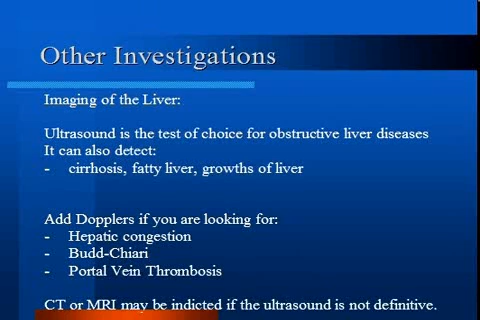 Other Investigations
Imaging of the Liver:
Ultrasound is the test of choice for obstructive liver diseases
It can also detect:
- cirrhosis, fatty liver, growths of liver
Add Dopplers if you are looking for:
- Hepatic congestion
- Budd-Chiari
- Portal Vein Thrombosis
CT or MRI may be indicted if the ultrasound is not definitive.